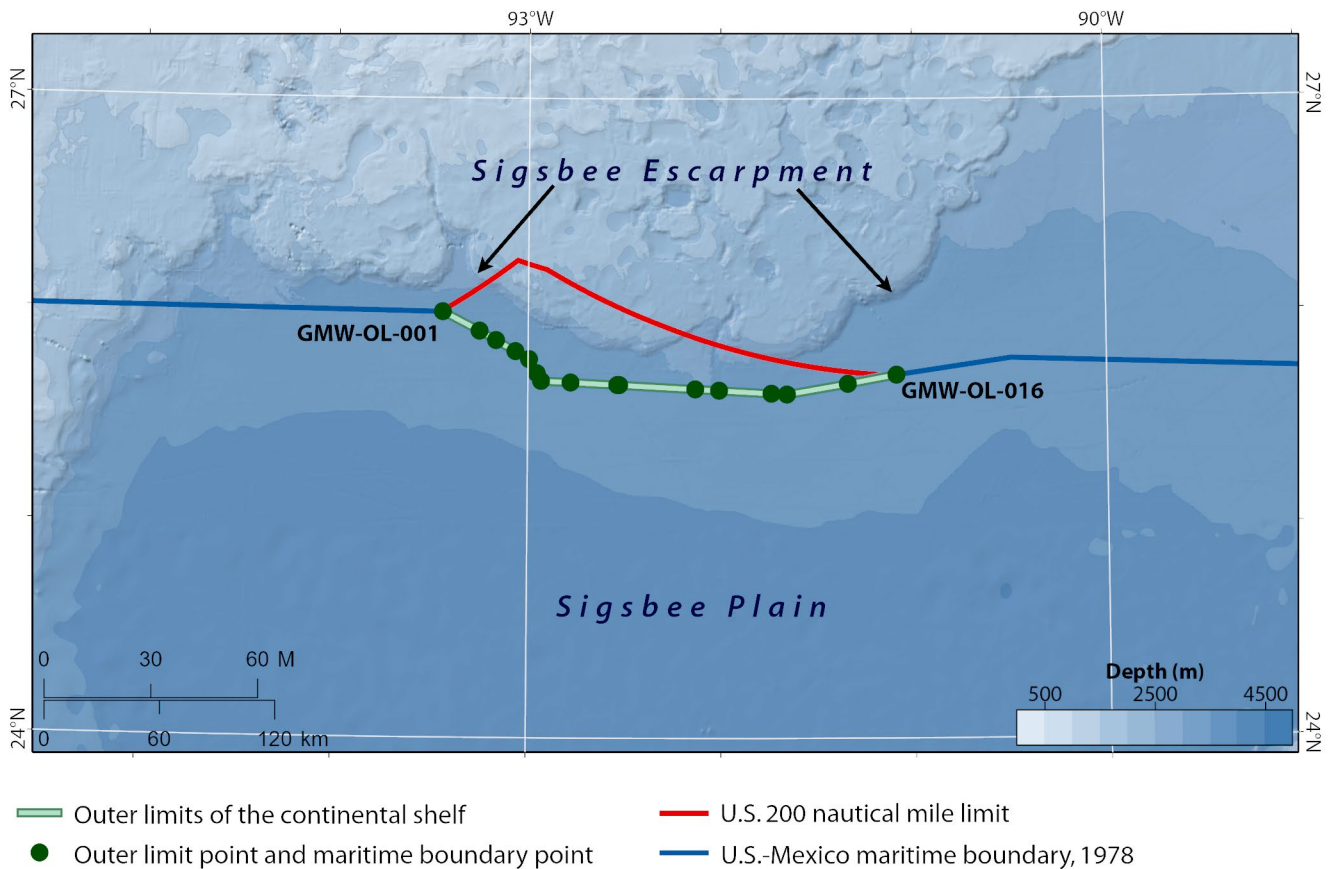 93°W
90°W
27°N
27°N
Sigsbee Escarpment
GMW-OL-001
GMW-OL-016
Sigsbee Plain
0 30 60 M
0 60 120 km
Depth (m)
500 2500 4500
24°N
24°N
Outer limits of the continental shelf
U.S. 200 nautical mile limit
Outer limit point and maritime boundary point
U.S.-Mexico maritime boundary, 1978